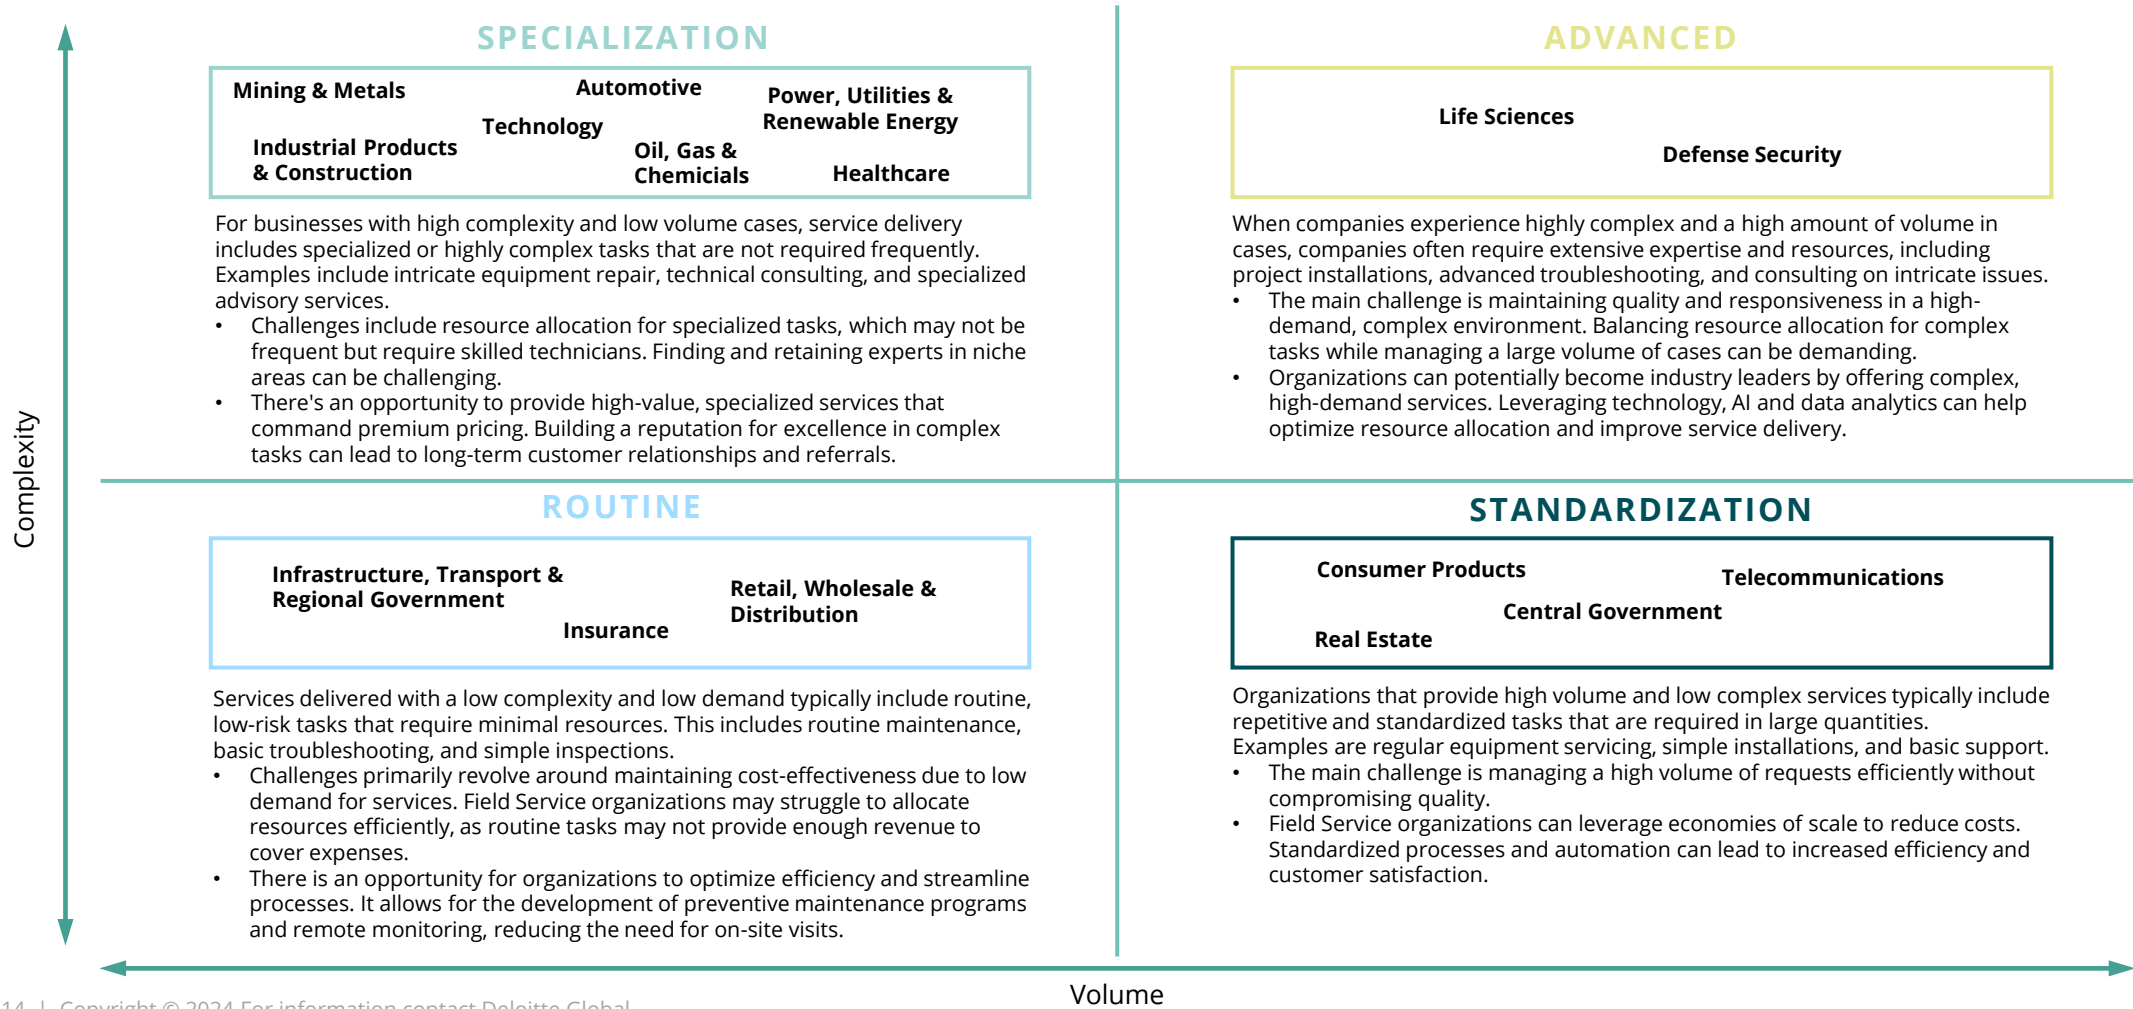 SPECIALIZATION
Mining & Metals
Automotive
Power, Utilities &
Renewable Energy
Technology
Industrial Products
& Construction
Oil, Gas &
Chemicials
Healthcare
For businesses with high complexity and low volume cases, service delivery
includes specialized or highly complex tasks that are not required frequently.
Examples include intricate equipment repair, technical consulting, and specialized
advisory services.
• Challenges include resource allocation for specialized tasks, which may not be
frequent but require skilled technicians. Finding and retaining experts in niche
areas can be challenging.
• There's an opportunity to provide high-value, specialized services that
command premium pricing. Building a reputation for excellence in complex
tasks can lead to long-term customer relationships and referrals.
ADVANCED
Life Sciences
Defense Security
When companies experience highly complex and a high amount of volume in
cases, companies often require extensive expertise and resources, including
project installations, advanced troubleshooting, and consulting on intricate issues.
• The main challenge is maintaining quality and responsiveness in a high-
demand, complex environment. Balancing resource allocation for complex
tasks while managing a large volume of cases can be demanding.
• Organizations can potentially become industry leaders by offering complex,
high-demand services. Leveraging technology, AI and data analytics can help
optimize resource allocation and improve service delivery.
Complexity
ROUTINE
Infrastructure, Transport &
Regional Government
Retail, Wholesale &
Distribution
Insurance
Services delivered with a low complexity and low demand typically include routine,
low-risk tasks that require minimal resources. This includes routine maintenance,
basic troubleshooting, and simple inspections.
• Challenges primarily revolve around maintaining cost-effectiveness due to low
demand for services. Field Service organizations may struggle to allocate
resources efficiently, as routine tasks may not provide enough revenue to
cover expenses.
• There is an opportunity for organizations to optimize efficiency and streamline
processes. It allows for the development of preventive maintenance programs
and remote monitoring, reducing the need for on-site visits.
STANDARDIZATION
Consumer Products
Telecommunications
Central Government
Real Estate
Organizations that provide high volume and low complex services typically include
repetitive and standardized tasks that are required in large quantities.
Examples are regular equipment servicing, simple installations, and basic support.
• The main challenge is managing a high volume of requests efficiently without
compromising quality.
• Field Service organizations can leverage economies of scale to reduce costs.
Standardized processes and automation can lead to increased efficiency and
customer satisfaction.
Volume
14 | Copyright © 2024 For information contact Deloitte Global